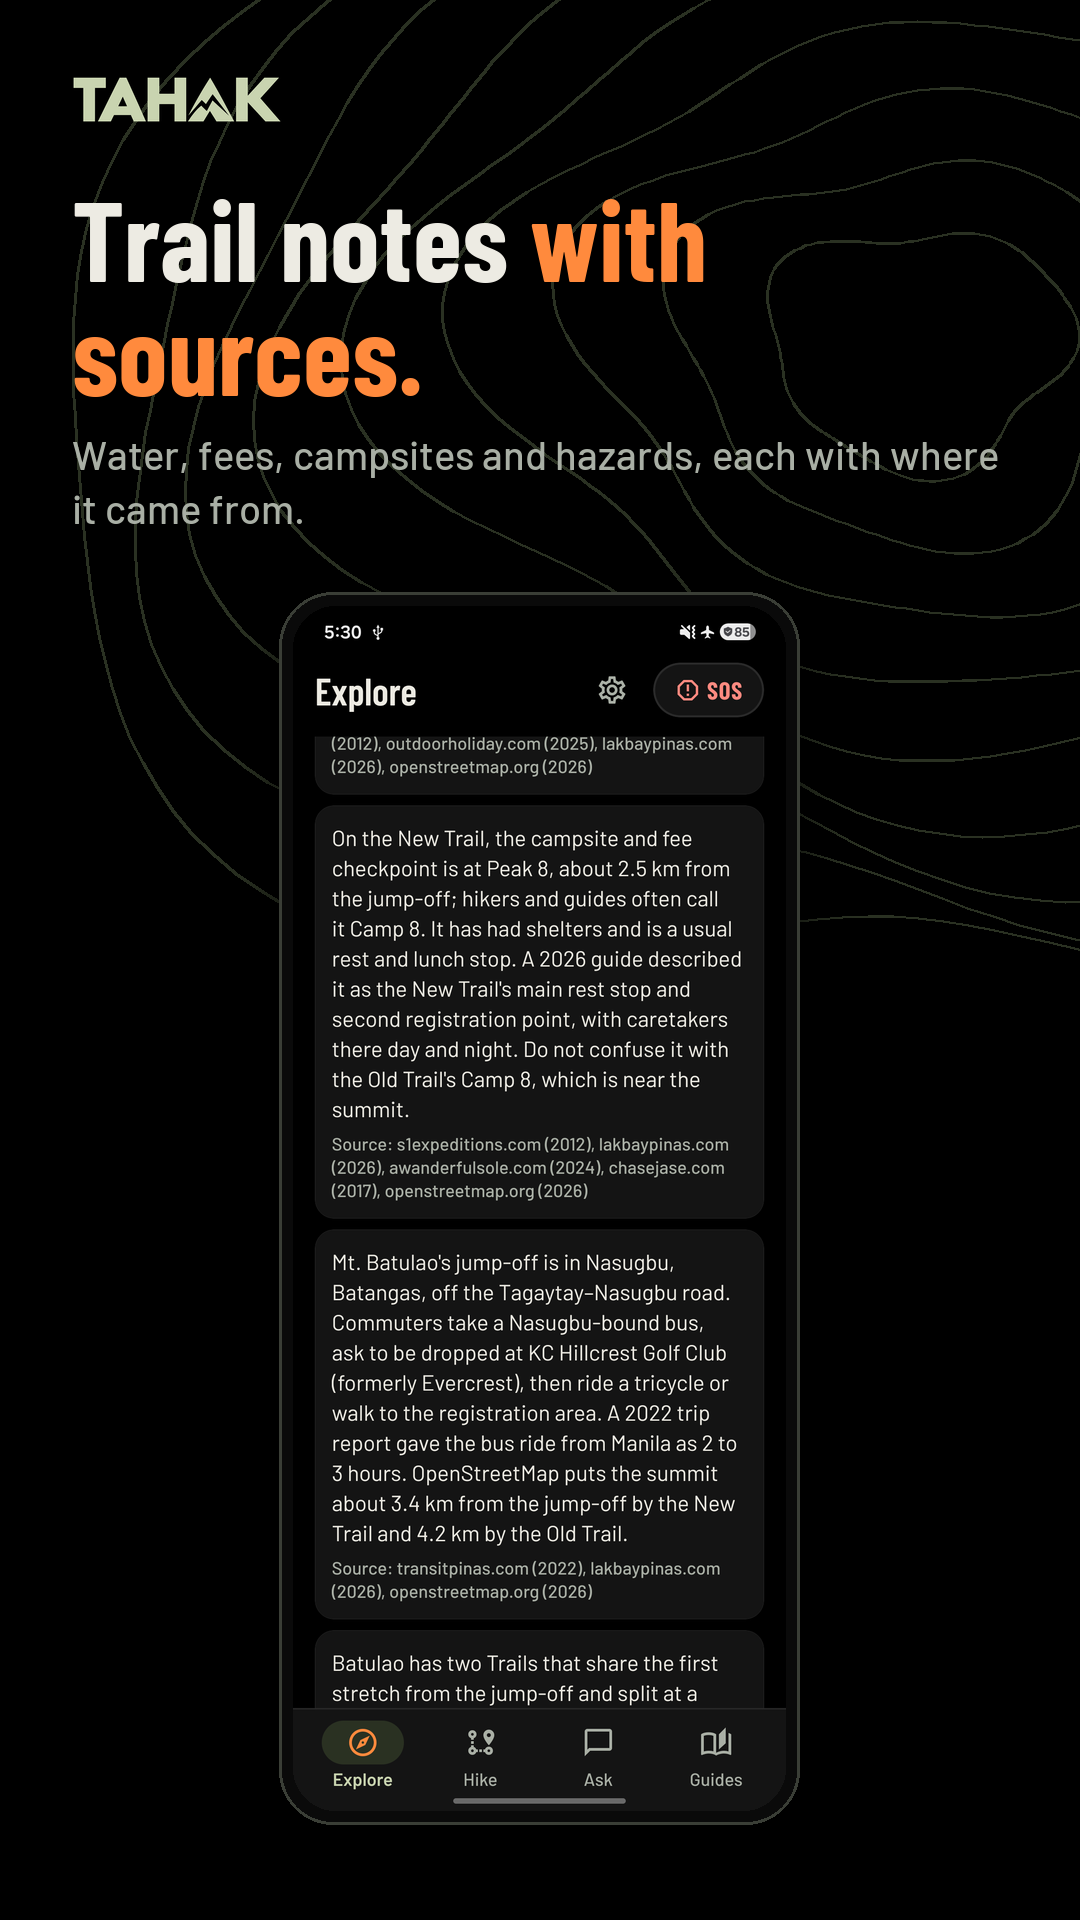 TAHAK
Trail notes with
sources.
Water, fees, campsites and hazards, each with where
it came from.
5:30
85
Explore
SOS
(2012), outdoorholiday.com (2025), lakbaypinas.com
(2026), openstreetmap.org (2026)
On the New Trail, the campsite and fee
checkpoint is at Peak 8, about 2.5 km from
the jump-off; hikers and guides often call
it Camp 8. It has had shelters and is a usual
rest and lunch stop. A 2026 guide described
it as the New Trail's main rest stop and
second registration point, with caretakers
there day and night. Do not confuse it with
the Old Trail's Camp 8, which is near the
summit.
Source: s1expeditions.com (2012), lakbaypinas.com
(2026), awanderfulsole.com (2024), chasejase.com
(2017), openstreetmap.org (2026)
Mt. Batulao's jump-off is in Nasugbu,
Batangas, off the Tagaytay–Nasugbu road.
Commuters take a Nasugbu-bound bus,
ask to be dropped at KC Hillcrest Golf Club
(formerly Evercrest), then ride a tricycle or
walk to the registration area. A 2022 trip
report gave the bus ride from Manila as 2 to
3 hours. OpenStreetMap puts the summit
about 3.4 km from the jump-off by the New
Trail and 4.2 km by the Old Trail.
Source: transitpinas.com (2022), lakbaypinas.com
(2026), openstreetmap.org (2026)
Batulao has two Trails that share the first
stretch from the jump-off and split at a
Explore
Hike
Ask
Guides